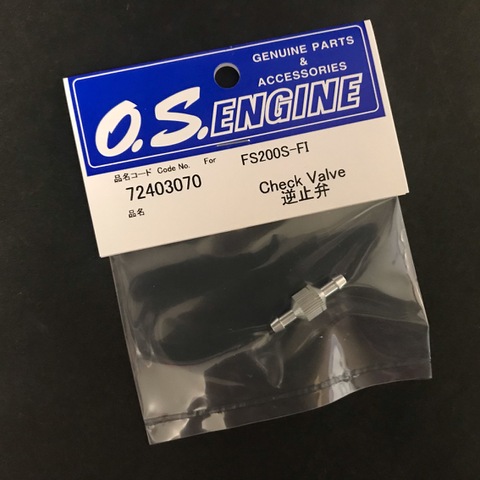 GENUINE PARTS
&
ACCESSORIES
O.S.ENGINE
品名コード Code No. For FS200S-FI
72403070
品名 Check Valve
逆止弁